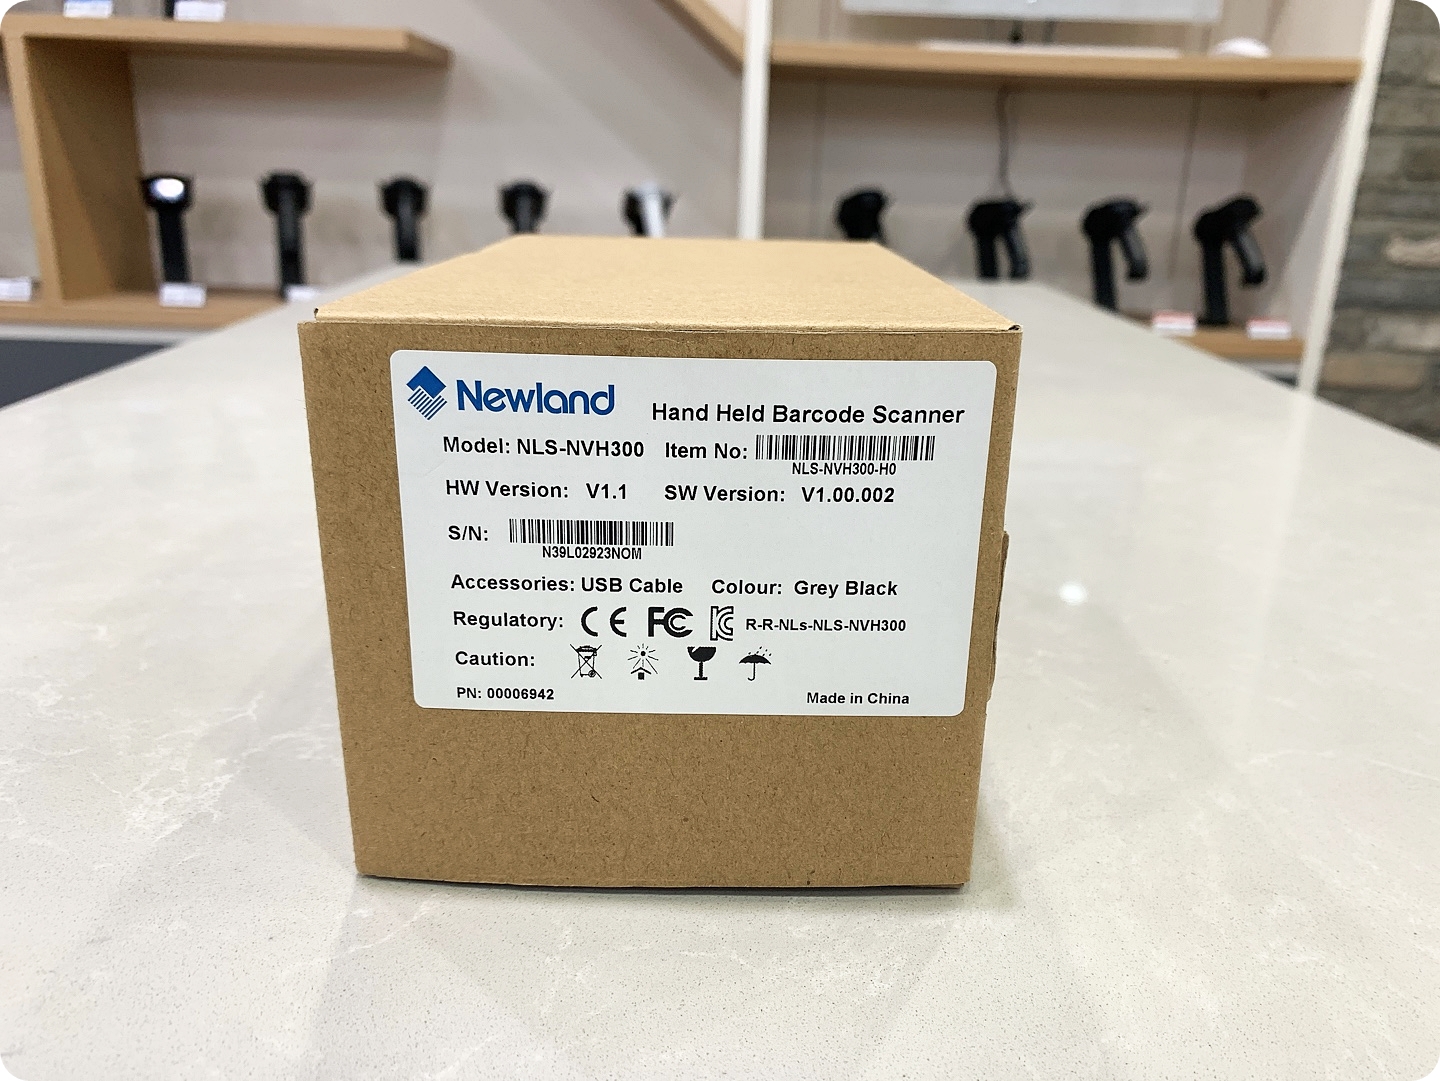 Newland
Hand Held Barcode Scanner
Model: NLS-NVH300 Item No:
NLS-NVH300-H0
HW Version: V1.1 SW Version: V1.00.002
S/N:
N39L02923NOM
Accessories: USB Cable Colour: Grey Black
Regulatory: CE FC R-R-NLs-NLS-NVH300
Caution:
PN: 00006942 Made in China